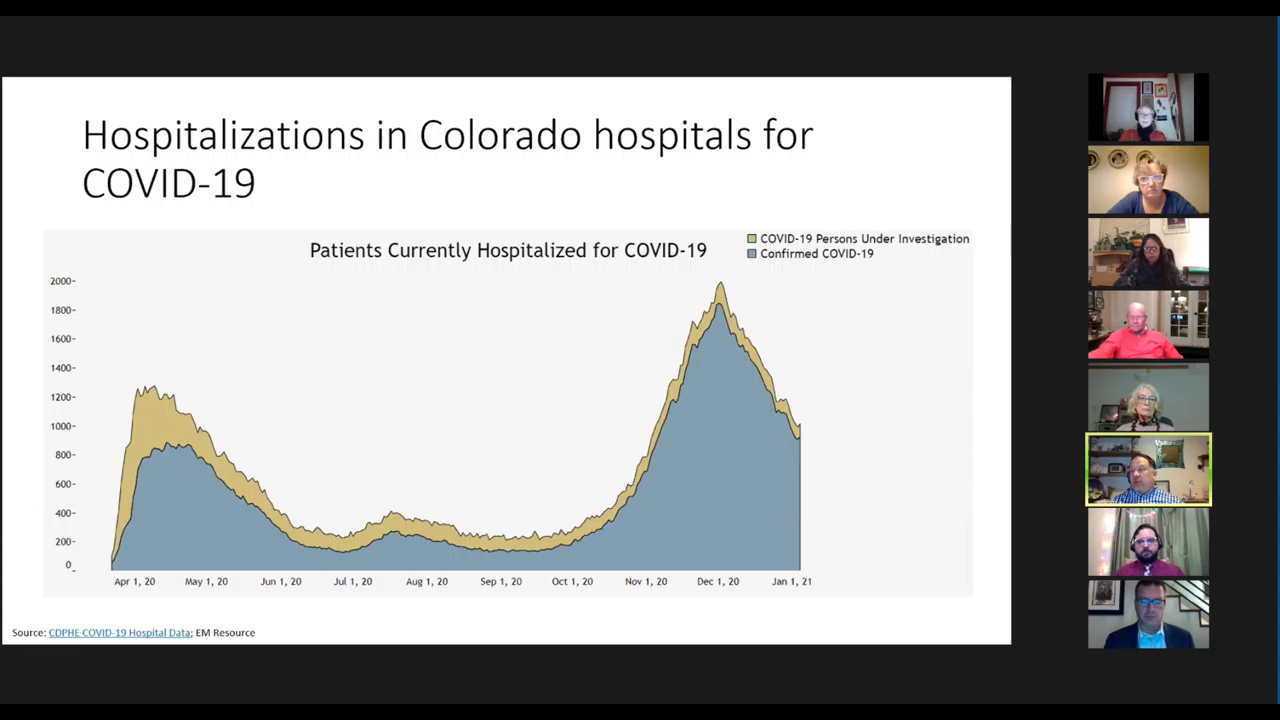 Hospitalizations in Colorado hospitals for
COVID-19
Patients Currently Hospitalized for COVID-19
COVID-19 Persons Under Investigation
Confirmed COVID-19
2000-
1800-
1600-
1400-
1200-
1000-
800-
600-
400-
200-
0-
Apr 1, 20 May 1, 20 Jun 1, 20 Jul 1, 20 Aug 1, 20 Sep 1, 20 Oct 1, 20 Nov 1, 20 Dec 1, 20 Jan 1, 21
Source: CDPHE COVID-19 Hospital Data; EM Resource